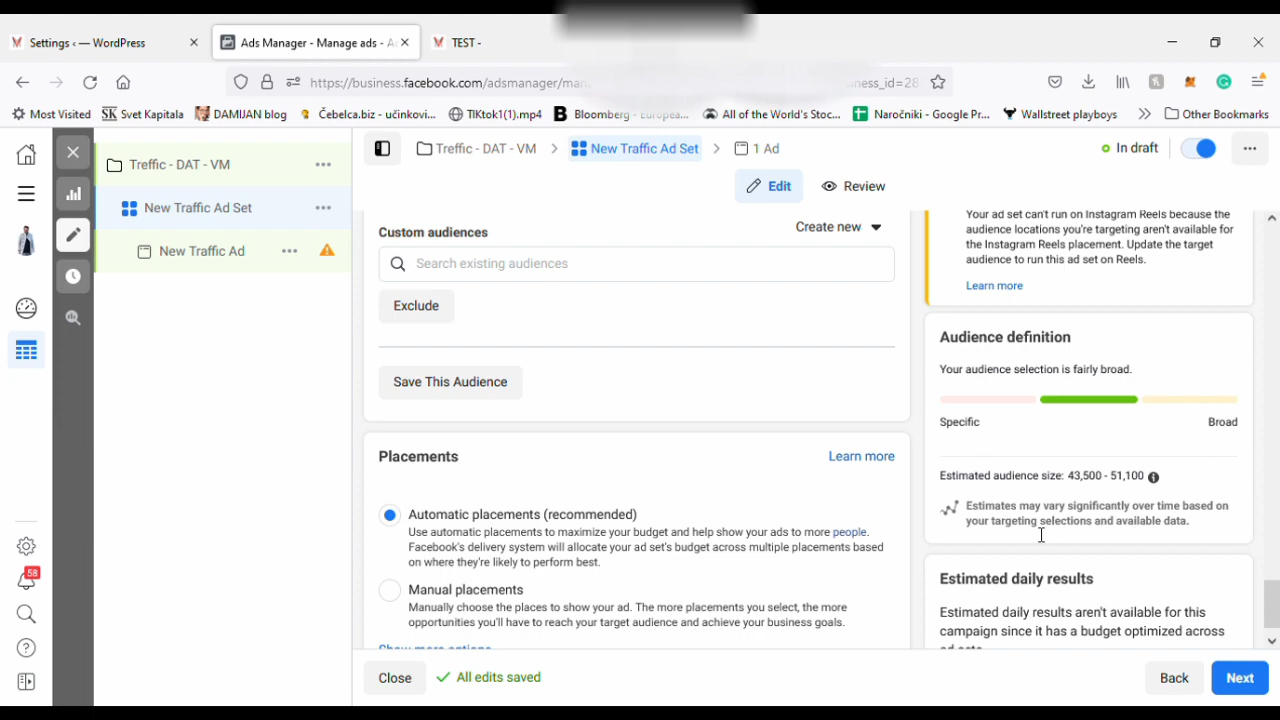 Settings ‹ — WordPress
Ads Manager - Manage ads - A
TEST -
https://business.facebook.com/adsmanager/man
ness_id=28
Most Visited
SK Svet Kapitala
DAMIJAN blog
Čebelca.biz - učinkovi...
TIKtok1(1).mp4
Bloomberg - European...
All of the World's Stoc...
Naročniki - Google Pr...
Wallstreet playboys
Other Bookmarks
Treffic - DAT - VM
New Traffic Ad Set
1 Ad
In draft
Edit
Review
Treffic - DAT - VM
New Traffic Ad Set
New Traffic Ad
58
Custom audiences
Create new
Search existing audiences
Exclude
Save This Audience
Placements
Learn more
Automatic placements (recommended)
Use automatic placements to maximize your budget and help show your ads to more people.
Facebook's delivery system will allocate your ad set's budget across multiple placements based
on where they're likely to perform best.
Manual placements
Manually choose the places to show your ad. The more placements you select, the more
opportunities you'll have to reach your target audience and achieve your business goals.
Show more options
Your ad set can't run on Instagram Reels because the
audience locations you're targeting aren't available for
the Instagram Reels placement. Update the target
audience to run this ad set on Reels.
Learn more
Audience definition
Your audience selection is fairly broad.
Specific
Broad
Estimated audience size: 43,500 - 51,100
Estimates may vary significantly over time based on
your targeting selections and available data.
Estimated daily results
Estimated daily results aren't available for this
campaign since it has a budget optimized across
ad sets.
Close
All edits saved
Back
Next